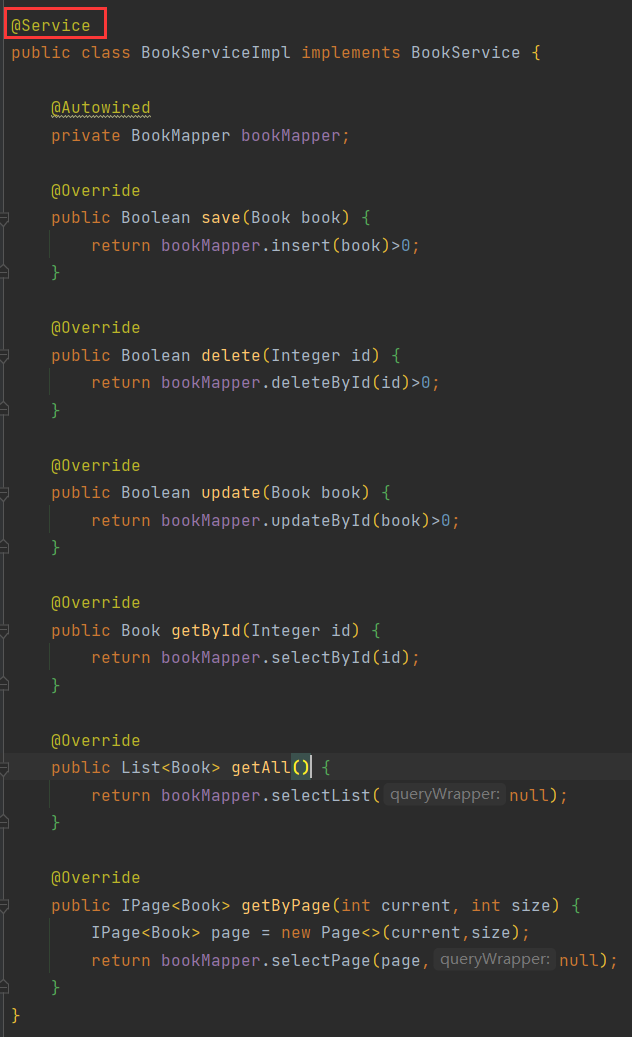 @Service
public class BookServiceImpl implements BookService {
@Autowired
private BookMapper bookMapper;
@Override
public Boolean save(Book book) {
return bookMapper.insert(book)>0;
}
@Override
public Boolean delete(Integer id) {
return bookMapper.deleteById(id)>0;
}
@Override
public Boolean update(Book book) {
return bookMapper.updateById(book)>0;
}
@Override
public Book getById(Integer id) {
return bookMapper.selectById(id);
}
@Override
public List<Book> getAll() {
return bookMapper.selectList( queryWrapper: null);
}
@Override
public IPage<Book> getByPage(int current, int size) {
IPage<Book> page = new Page<>(current,size);
return bookMapper.selectPage(page, queryWrapper: null);
}
}